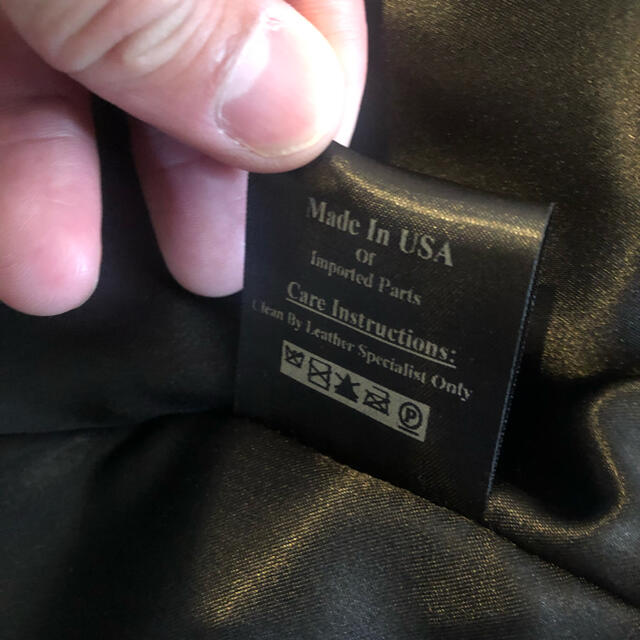 Made In USA
Of
Imported Parts
Care Instructions:
Clean By Leather Specialist Only
P